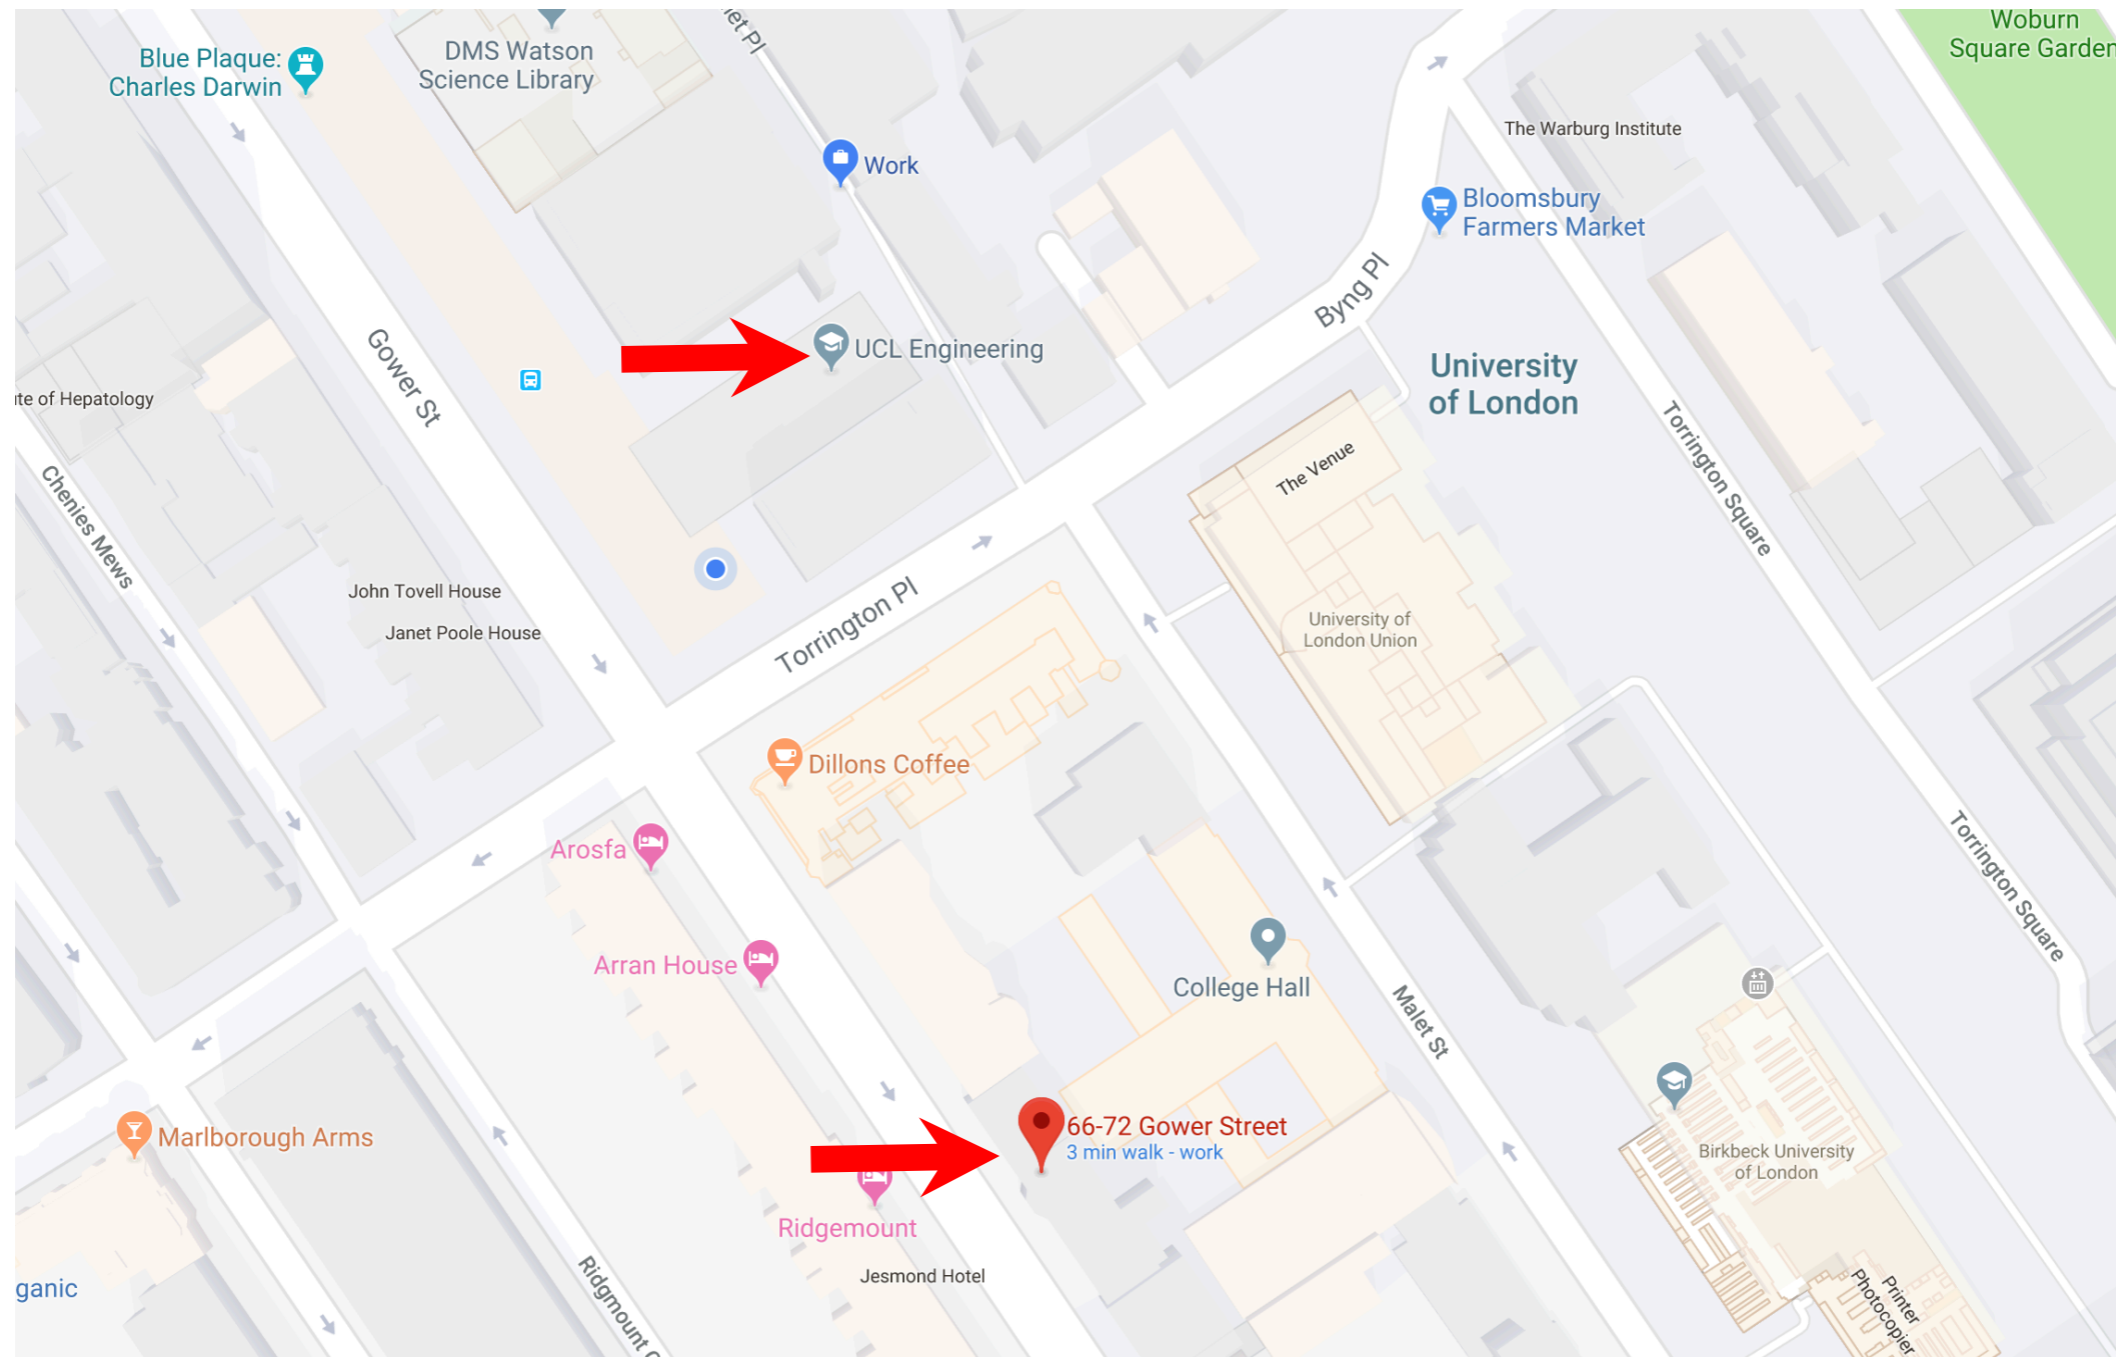 Blue Plaque:
Charles Darwin
DMS Watson
Science Library
et Pl
Woburn
Square Garden
The Warburg Institute
Work
Bloomsbury
Farmers Market
Gower St
UCL Engineering
Byng Pl
University
of London
te of Hepatology
Chenies Mews
The Venue
Torrington Square
John Tovell House
Janet Poole House
Torrington Pl
University of
London Union
Dillons Coffee
Arosfa
Arran House
College Hall
Malet St
Torrington Square
Marlborough Arms
66-72 Gower Street
3 min walk - work
Birkbeck University
of London
Ridgemount
Jesmond Hotel
ganic
Ridgmount
Printer
Photocopier